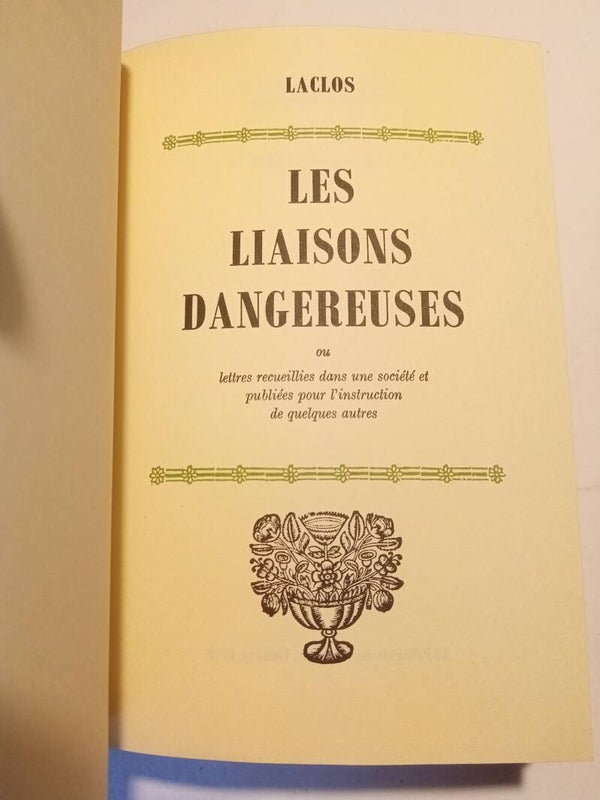 LACLOS
LES
LIAISONS
DANGEREUSES
ou
lettres recueillies dans une société et
publiées pour l'instruction
de quelques autres